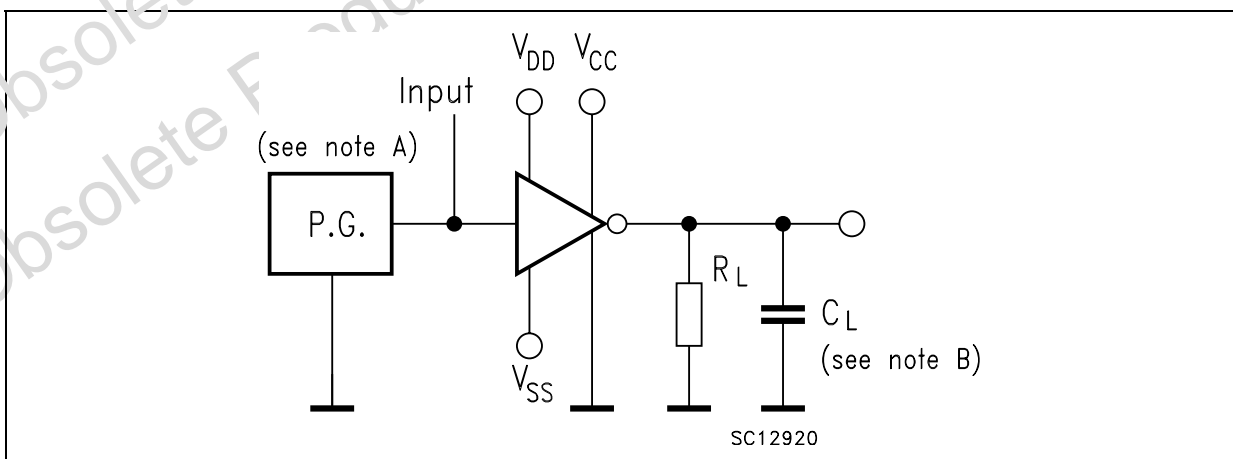 obsolete
obsolete P
V_DD V_CC
Input
(see note A)
P.G.
R_L
C_L
(see note B)
V_SS
SC12920